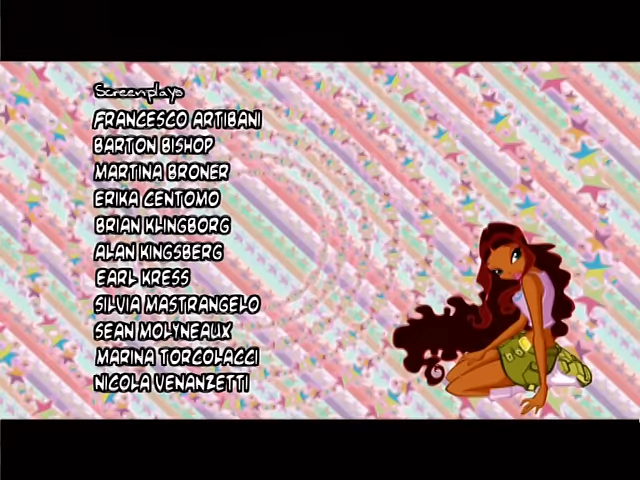 Screenplays
FRANCESCO ARTIBANI
BARTON BISHOP
MARTINA BRONER
ERIKA CENTOMO
BRIAN KLINGBORG
ALAN KINGSBERG
EARL KRESS
SILVIA MASTRANGELO
SEAN MOLYNEAUX
MARINA TORCOLACCI
NICOLA VENANZETTI